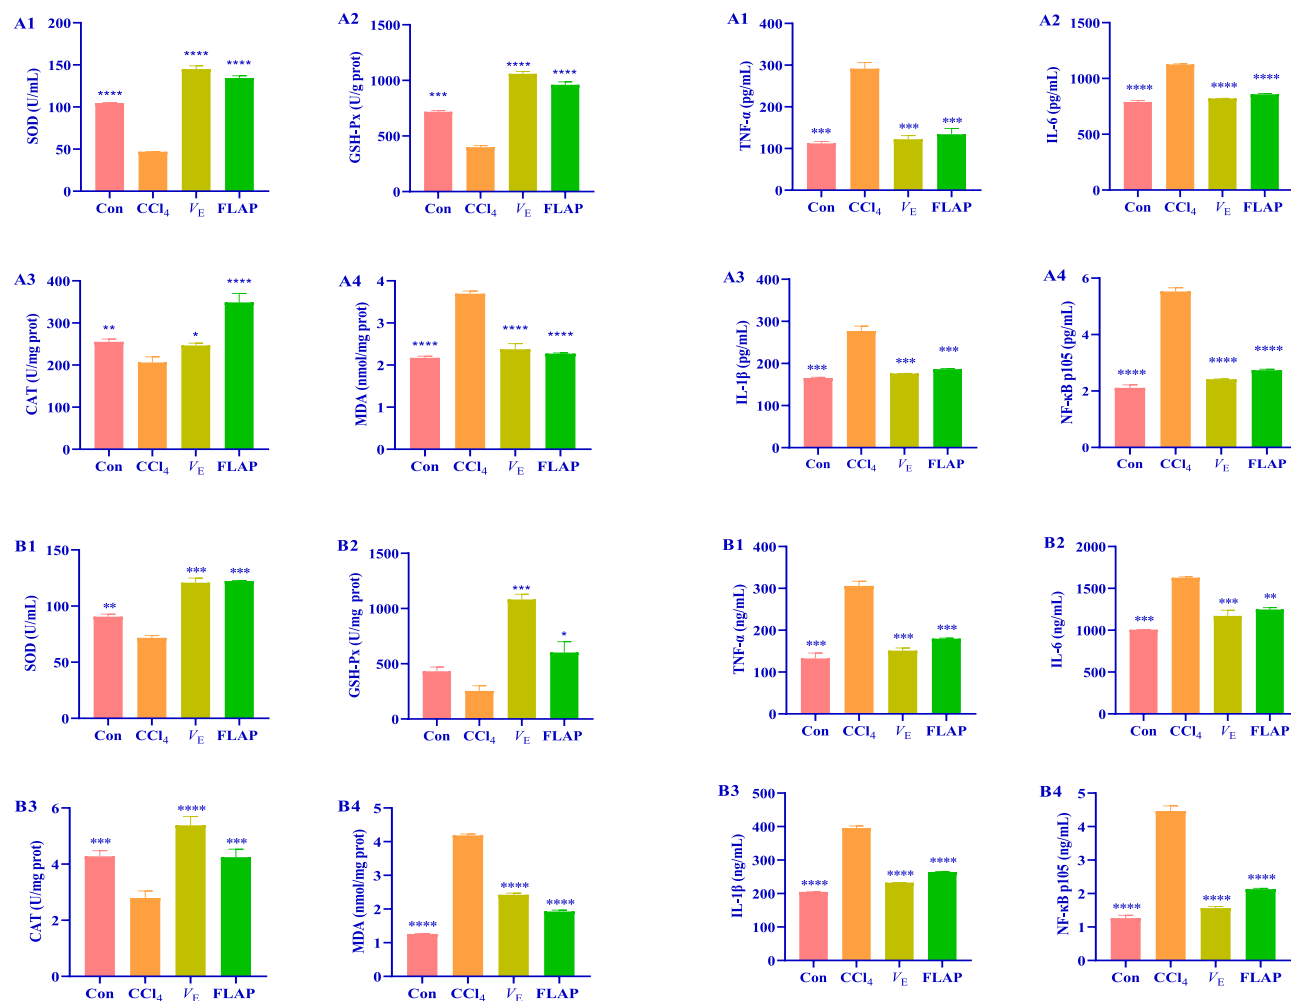 A1
SOD (U/mL)
200
150
100
50
0
****
****
****
Con CCl₄ VE FLAP
A2
GSH-Px (U/g prot)
1500
1000
500
0
***
****
****
Con CCl₄ VE FLAP
A1
TNF-α (pg/mL)
400
300
200
100
0
***
***
***
Con CCl₄ VE FLAP
A2
IL-6 (pg/mL)
1500
1000
500
0
****
****
****
Con CCl₄ VE FLAP
A3
CAT (U/mg prot)
400
300
200
100
0
**
*
****
Con CCl₄ VE FLAP
A4
MDA (nmol/mg prot)
4
3
2
1
0
****
****
****
Con CCl₄ VE FLAP
A3
IL-1β (pg/mL)
400
300
200
100
0
***
***
***
Con CCl₄ VE FLAP
A4
NF-κB p105 (pg/mL)
6
4
2
0
****
****
****
Con CCl₄ VE FLAP
B1
SOD (U/mL)
150
100
50
0
**
***
***
Con CCl₄ VE FLAP
B2
GSH-Px (U/mg prot)
1500
1000
500
0
***
*
Con CCl₄ VE FLAP
B1
TNF-α (ng/mL)
400
300
200
100
0
***
***
***
Con CCl₄ VE FLAP
B2
IL-6 (ng/mL)
2000
1500
1000
500
0
***
***
**
Con CCl₄ VE FLAP
B3
CAT (U/mg prot)
6
4
2
0
***
****
***
Con CCl₄ VE FLAP
B4
MDA (nmol/mg prot)
5
4
3
2
1
0
****
****
****
Con CCl₄ VE FLAP
B3
IL-1β (ng/mL)
500
400
300
200
100
0
****
****
****
Con CCl₄ VE FLAP
B4
NF-κB p105 (ng/mL)
5
4
3
2
1
0
****
****
****
Con CCl₄ VE FLAP